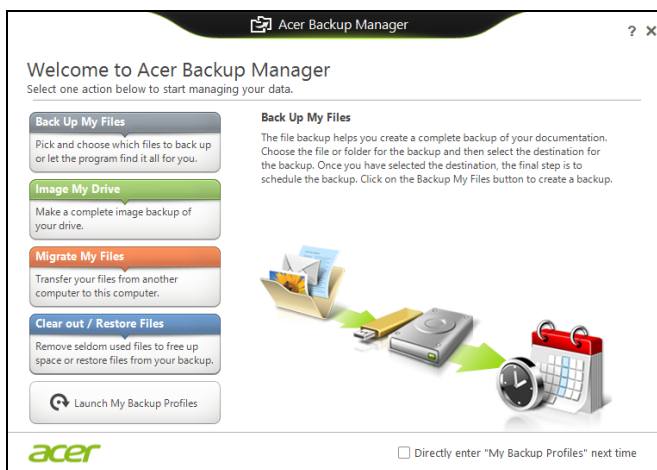 Acer Backup Manager
? X
Welcome to Acer Backup Manager
Select one action below to start managing your data.
Back Up My Files
Pick and choose which files to back up
or let the program find it all for you.
Image My Drive
Make a complete image backup of
your drive.
Migrate My Files
Transfer your files from another
computer to this computer.
Clear out / Restore Files
Remove seldom used files to free up
space or restore files from your backup.
Launch My Backup Profiles
Back Up My Files
The file backup helps you create a complete backup of your documentation.
Choose the file or folder for the backup and then select the destination for
the backup. Once you have selected the destination, the final step is to
schedule the backup. Click on the Backup My Files button to create a backup.
acer
Directly enter "My Backup Profiles" next time